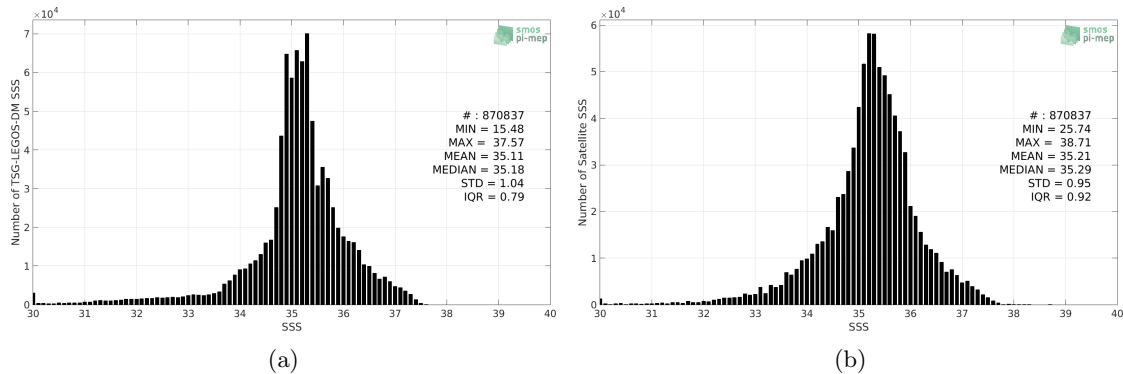 ×10⁴
7
6
5
4
3
2
1
0
Number of TSG-LEGOS-DM SSS
smos
pi-mep
# : 870837
MIN = 15.48
MAX = 37.57
MEAN = 35.11
MEDIAN = 35.18
STD = 1.04
IQR = 0.79
30 31 32 33 34 35 36 37 38 39 40
SSS
(a)
×10⁴
6
5
4
3
2
1
0
Number of Satellite SSS
smos
pi-mep
# : 870837
MIN = 25.74
MAX = 38.71
MEAN = 35.21
MEDIAN = 35.29
STD = 0.95
IQR = 0.92
30 31 32 33 34 35 36 37 38 39 40
SSS
(b)